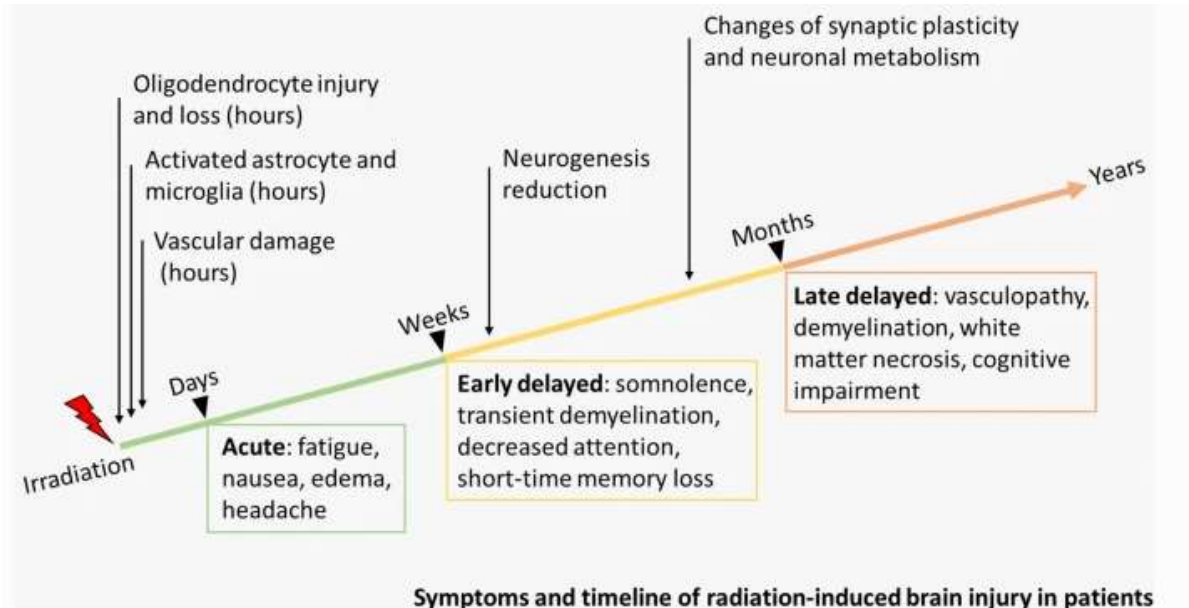 Changes of synaptic plasticity
and neuronal metabolism
Oligodendrocyte injury
and loss (hours)
Activated astrocyte and
microglia (hours)
Neurogenesis
reduction
Vascular damage
(hours)
Irradiation
Days
Weeks
Months
Years
Acute: fatigue,
nausea, edema,
headache
Early delayed: somnolence,
transient demyelination,
decreased attention,
short-time memory loss
Late delayed: vasculopathy,
demyelination, white
matter necrosis, cognitive
impairment
Symptoms and timeline of radiation-induced brain injury in patients